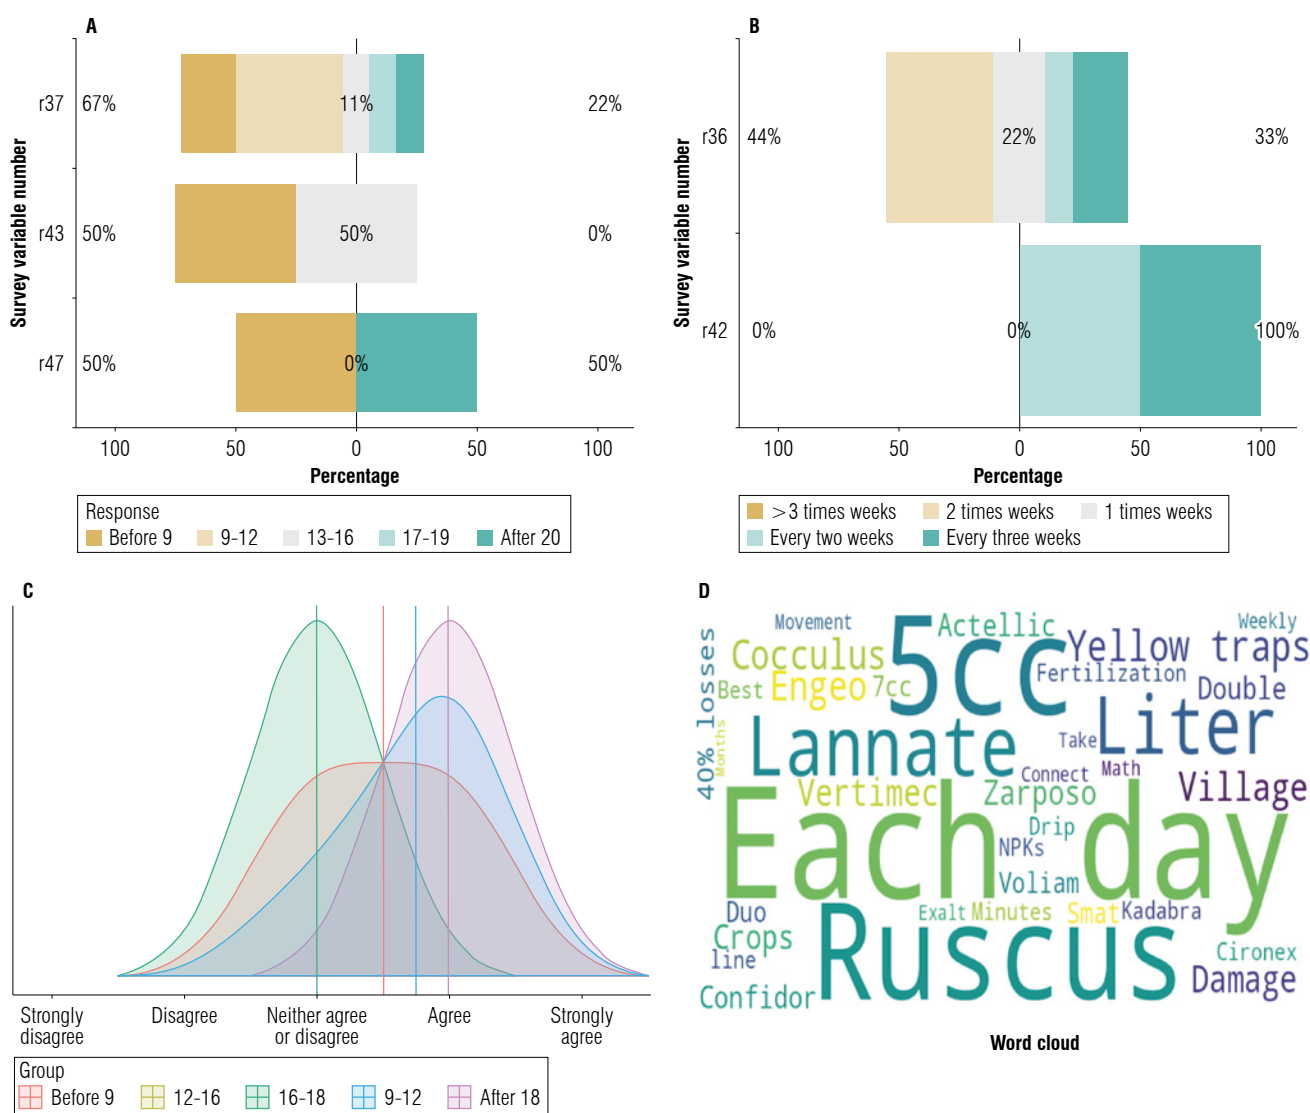 A
r37 67% 11% 22%
r43 50% 50% 0%
r47 50% 0% 50%
Survey variable number
100 50 0 50 100
Percentage
Response
Before 9 9-12 13-16 17-19 After 20
B
r36 44% 22% 33%
r42 0% 0% 100%
Survey variable number
100 50 0 50 100
Percentage
>3 times weeks 2 times weeks 1 times weeks
Every two weeks Every three weeks
C
Strongly disagree
Disagree
Neither agree or disagree
Agree
Strongly agree
Group
Before 9 12-16 16-18 9-12 After 18
D
Movement
5cc
Actellic
Weekly
40% losses
Cocculus
Yellow traps
Best
Engeo
7cc
Fertilization
Double
Months
Lannate
Take
Liter
Connect
Math
Vertimec
Zarposo
Village
Each day
Drip
NPKs
Voliam
Duo
Exalt
Minutes
Smat
Kadabra
Crops
Ruscus
line
Cironex
Confidor
Damage
Word cloud